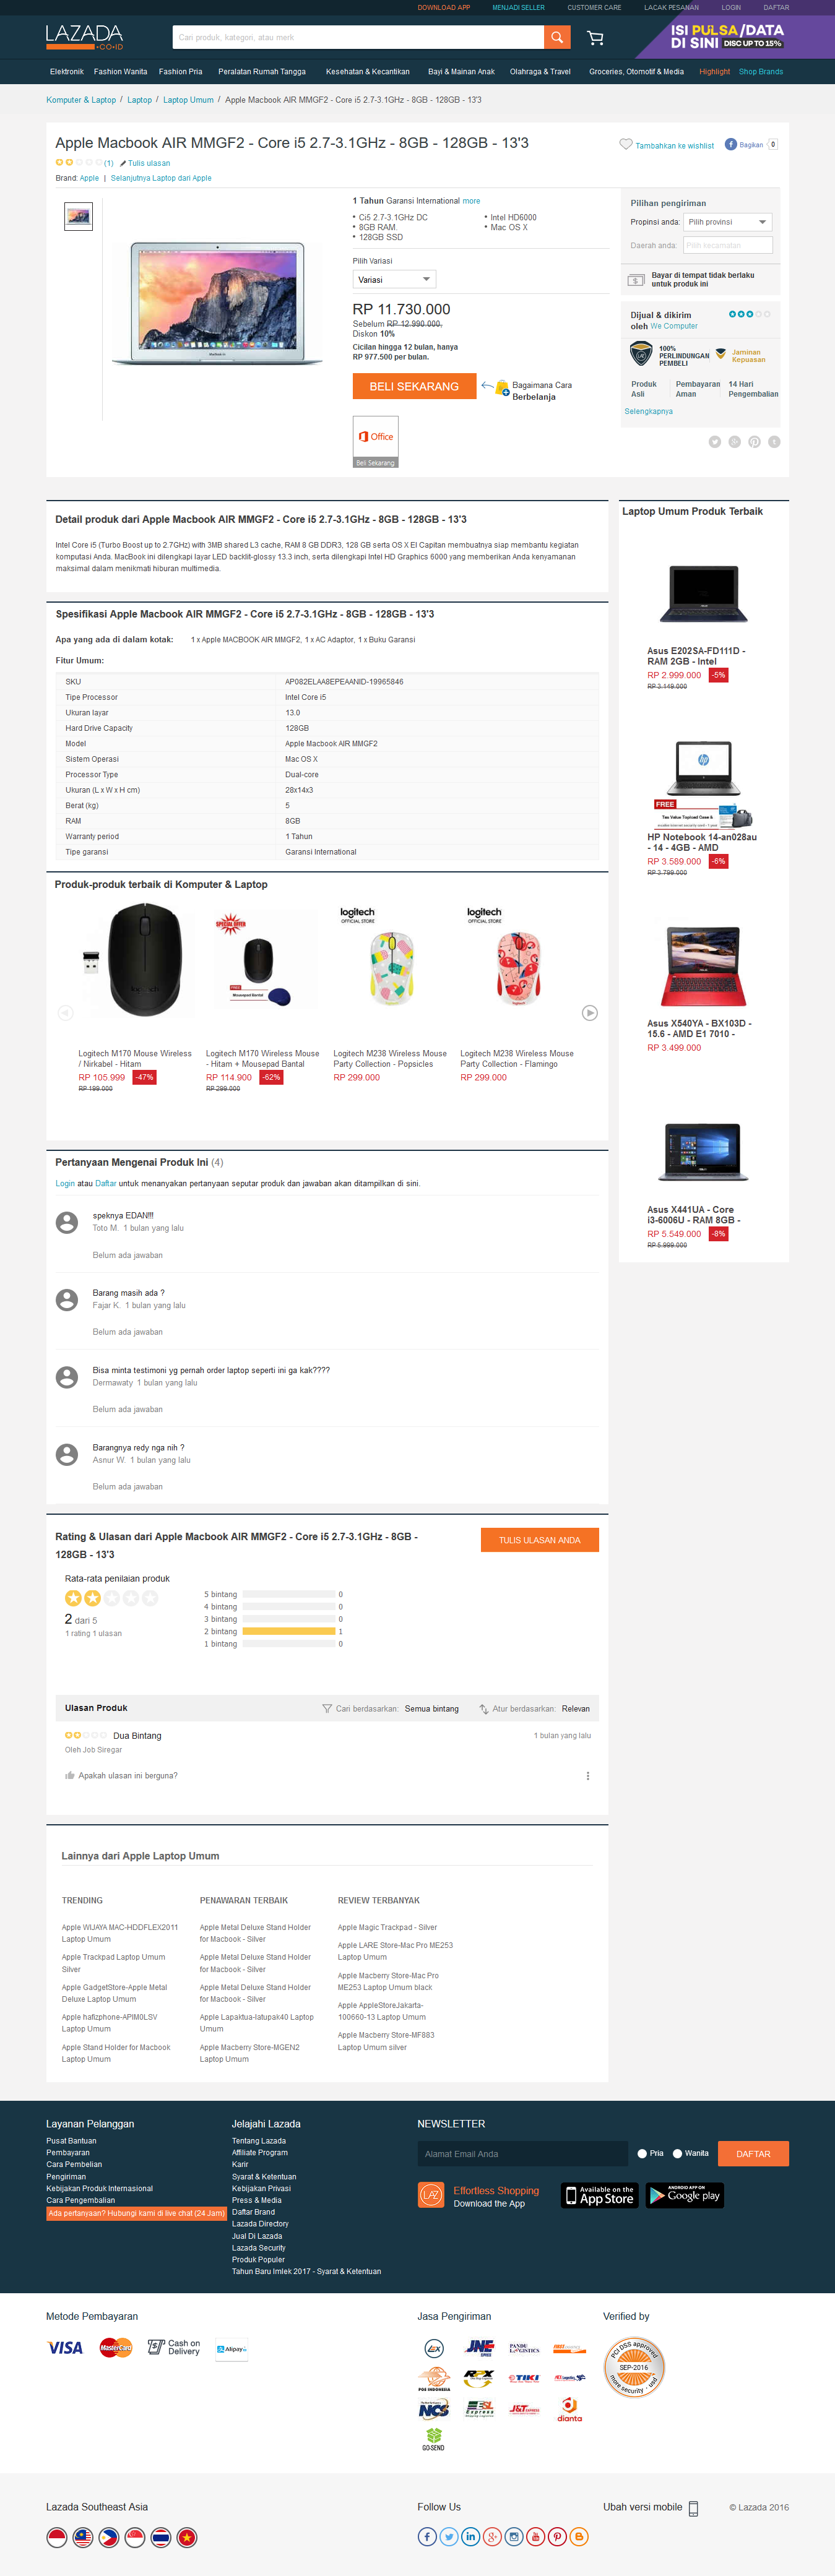 DOWNLOAD APP MENJADI SELLER CUSTOMER CARE LACAK PESANAN LOGIN DAFTAR
LAZADA
.CO.ID
Cari produk, kategori, atau merk
ISI PULSA/DATA
DI SINI DISC UP TO 15%
Elektronik Fashion Wanita Fashion Pria Peralatan Rumah Tangga Kesehatan & Kecantikan Bayi & Mainan Anak Olahraga & Travel Groceries, Otomotif & Media Highlight Shop Brands
Komputer & Laptop / Laptop / Laptop Umum / Apple Macbook AIR MMGF2 - Core i5 2.7-3.1GHz - 8GB - 128GB - 13'3
Apple Macbook AIR MMGF2 - Core i5 2.7-3.1GHz - 8GB - 128GB - 13'3
(1) Tulis ulasan
Brand: Apple | Selanjutnya Laptop dari Apple
Tambahkan ke wishlist
Bagikan 0
1 Tahun Garansi International more
• Ci5 2.7-3.1GHz DC
• 8GB RAM.
• 128GB SSD
• Intel HD6000
• Mac OS X
Pilih Variasi
Variasi
RP 11.730.000
Sebelum RP 12.990.000,
Diskon 10%
Cicilan hingga 12 bulan, hanya
RP 977.500 per bulan.
BELI SEKARANG
Bagaimana Cara
Berbelanja
Office
Beli Sekarang
Pilihan pengiriman
Propinsi anda: Pilih provinsi
Daerah anda: Pilih kecamatan
Bayar di tempat tidak berlaku
untuk produk ini
Dijual & dikirim
oleh We Computer
100%
PERLINDUNGAN
PEMBELI
Jaminan
Kepuasan
Produk
Asli
Pembayaran
Aman
14 Hari
Pengembalian
Selengkapnya
Detail produk dari Apple Macbook AIR MMGF2 - Core i5 2.7-3.1GHz - 8GB - 128GB - 13'3
Intel Core i5 (Turbo Boost up to 2.7GHz) with 3MB shared L3 cache, RAM 8 GB DDR3, 128 GB serta OS X El Capitan membuatnya siap membantu kegiatan
komputasi Anda. MacBook ini dilengkapi layar LED backlit-glossy 13.3 inch, serta dilengkapi Intel HD Graphics 6000 yang memberikan Anda kenyamanan
maksimal dalam menikmati hiburan multimedia.
Spesifikasi Apple Macbook AIR MMGF2 - Core i5 2.7-3.1GHz - 8GB - 128GB - 13'3
Apa yang ada di dalam kotak: 1 x Apple MACBOOK AIR MMGF2, 1 x AC Adaptor, 1 x Buku Garansi
Fitur Umum:
SKU AP082ELAA8EPEAANID-19965846
Tipe Processor Intel Core i5
Ukuran layar 13.0
Hard Drive Capacity 128GB
Model Apple Macbook AIR MMGF2
Sistem Operasi Mac OS X
Processor Type Dual-core
Ukuran (L x W x H cm) 28x14x3
Berat (kg) 5
RAM 8GB
Warranty period 1 Tahun
Tipe garansi Garansi International
Produk-produk terbaik di Komputer & Laptop
SPECIAL OFFER
FREE Mousepad Bantal
logitech
OFFICIAL STORE
logitech
OFFICIAL STORE
Logitech M170 Mouse Wireless
/ Nirkabel - Hitam
RP 105.999 -47%
RP 199.000
Logitech M170 Wireless Mouse
- Hitam + Mousepad Bantal
RP 114.900 -62%
RP 299.000
Logitech M238 Wireless Mouse
Party Collection - Popsicles
RP 299.000
Logitech M238 Wireless Mouse
Party Collection - Flamingo
RP 299.000
Laptop Umum Produk Terbaik
Asus E202SA-FD111D -
RAM 2GB - Intel
RP 2.999.000 -5%
RP 3.149.000
FREE
HP Notebook 14-an028au
- 14 - 4GB - AMD
RP 3.589.000 -6%
RP 3.799.000
Asus X540YA - BX103D -
15.6 - AMD E1 7010 -
RP 3.499.000
Asus X441UA - Core
i3-6006U - RAM 8GB -
RP 5.549.000 -8%
RP 5.999.000
Pertanyaan Mengenai Produk Ini (4)
Login atau Daftar untuk menanyakan pertanyaan seputar produk dan jawaban akan ditampilkan di sini.
speknya EDAN!!!
Toto M. 1 bulan yang lalu
Belum ada jawaban
Barang masih ada ?
Fajar K. 1 bulan yang lalu
Belum ada jawaban
Bisa minta testimoni yg pernah order laptop seperti ini ga kak????
Dermawaty 1 bulan yang lalu
Belum ada jawaban
Barangnya redy nga nih ?
Asnur W. 1 bulan yang lalu
Belum ada jawaban
Rating & Ulasan dari Apple Macbook AIR MMGF2 - Core i5 2.7-3.1GHz - 8GB -
128GB - 13'3
TULIS ULASAN ANDA
Rata-rata penilaian produk
2 dari 5
1 rating 1 ulasan
5 bintang 0
4 bintang 0
3 bintang 0
2 bintang 1
1 bintang 0
Ulasan Produk Cari berdasarkan: Semua bintang Atur berdasarkan: Relevan
Dua Bintang 1 bulan yang lalu
Oleh Job Siregar
Apakah ulasan ini berguna?
Lainnya dari Apple Laptop Umum
TRENDING
Apple WIJAYA MAC-HDDFLEX2011
Laptop Umum
Apple Trackpad Laptop Umum
Silver
Apple GadgetStore-Apple Metal
Deluxe Laptop Umum
Apple hafizphone-APIM0LSV
Laptop Umum
Apple Stand Holder for Macbook
Laptop Umum
PENAWARAN TERBAIK
Apple Metal Deluxe Stand Holder
for Macbook - Silver
Apple Metal Deluxe Stand Holder
for Macbook - Silver
Apple Metal Deluxe Stand Holder
for Macbook - Silver
Apple Lapaktua-latupak40 Laptop
Umum
Apple Macberry Store-MGEN2
Laptop Umum
REVIEW TERBANYAK
Apple Magic Trackpad - Silver
Apple LARE Store-Mac Pro ME253
Laptop Umum
Apple Macberry Store-Mac Pro
ME253 Laptop Umum black
Apple AppleStoreJakarta-
100660-13 Laptop Umum
Apple Macberry Store-MF883
Laptop Umum silver
Layanan Pelanggan
Pusat Bantuan
Pembayaran
Cara Pembelian
Pengiriman
Kebijakan Produk Internasional
Cara Pengembalian
Ada pertanyaan? Hubungi kami di live chat (24 Jam)
Jelajahi Lazada
Tentang Lazada
Affiliate Program
Karir
Syarat & Ketentuan
Kebijakan Privasi
Press & Media
Daftar Brand
Lazada Directory
Jual Di Lazada
Lazada Security
Produk Populer
Tahun Baru Imlek 2017 - Syarat & Ketentuan
NEWSLETTER
Alamat Email Anda Pria Wanita DAFTAR
LAZ
Effortless Shopping
Download the App
Available on the
App Store
ANDROID APP ON
Google play
Metode Pembayaran
VISA MasterCard Cash on
Delivery
Alipay
Jasa Pengiriman
LEX JNE PANDU LOGISTICS FIRST
POS INDONESIA RPX TIKI
NCS ESL Express J&T EXPRESS dianta
GO-SEND
Verified by
PCI DSS approved
SEP-2016
more security - usd
Lazada Southeast Asia
Follow Us
Ubah versi mobile
© Lazada 2016